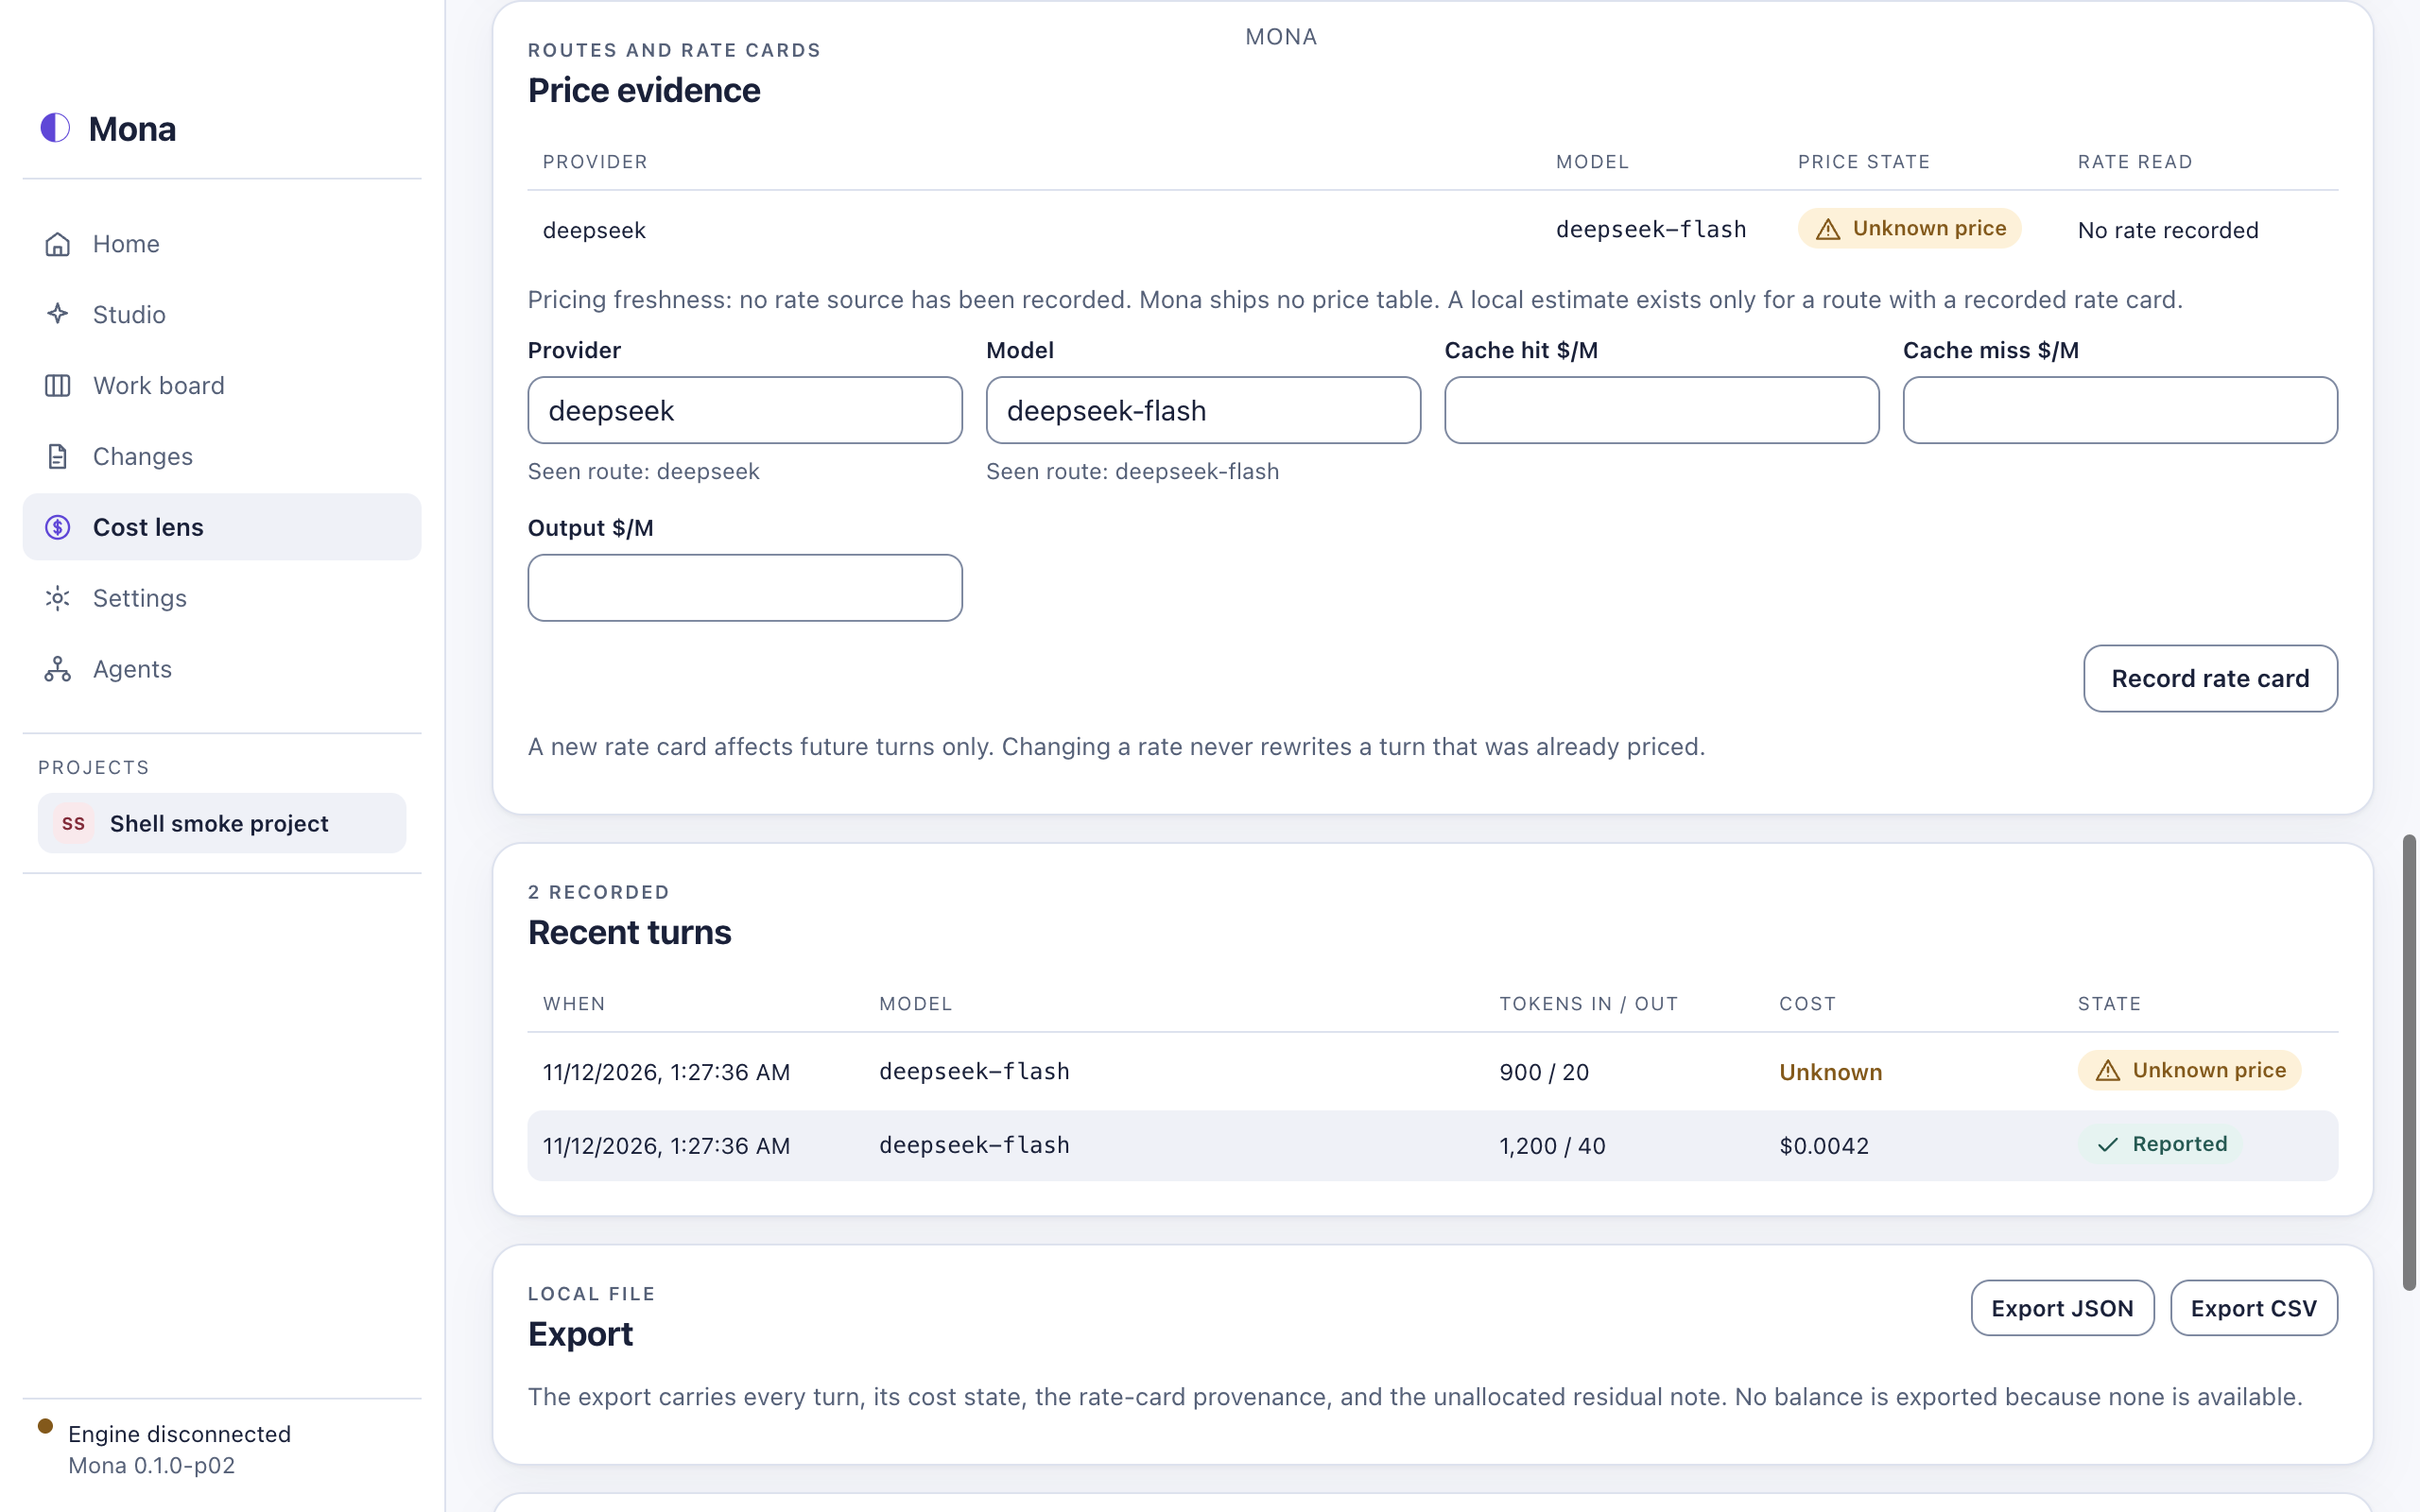 MONA
Mona
Home
Studio
Work board
Changes
Cost lens
Settings
Agents
PROJECTS
SS Shell smoke project
Engine disconnected
Mona 0.1.0-p02
ROUTES AND RATE CARDS
Price evidence
PROVIDER MODEL PRICE STATE RATE READ
deepseek deepseek-flash Unknown price No rate recorded
Pricing freshness: no rate source has been recorded. Mona ships no price table. A local estimate exists only for a route with a recorded rate card.
Provider Model Cache hit $/M Cache miss $/M
deepseek deepseek-flash
Seen route: deepseek Seen route: deepseek-flash
Output $/M
Record rate card
A new rate card affects future turns only. Changing a rate never rewrites a turn that was already priced.
2 RECORDED
Recent turns
WHEN MODEL TOKENS IN / OUT COST STATE
11/12/2026, 1:27:36 AM deepseek-flash 900 / 20 Unknown Unknown price
11/12/2026, 1:27:36 AM deepseek-flash 1,200 / 40 $0.0042 Reported
LOCAL FILE
Export
Export JSON Export CSV
The export carries every turn, its cost state, the rate-card provenance, and the unallocated residual note. No balance is exported because none is available.